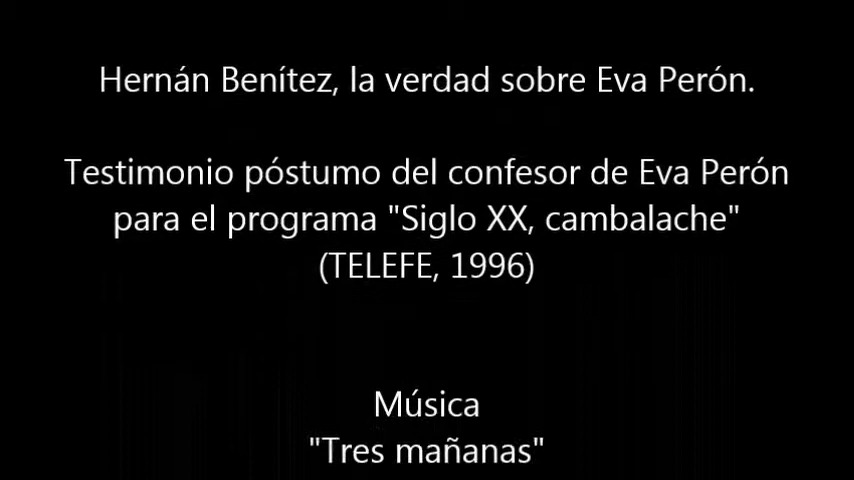 Hernán Benítez, la verdad sobre Eva Perón.
Testimonio póstumo del confesor de Eva Perón
para el programa "Siglo XX, cambalache"
(TELEFE, 1996)
Música
"Tres mañanas"